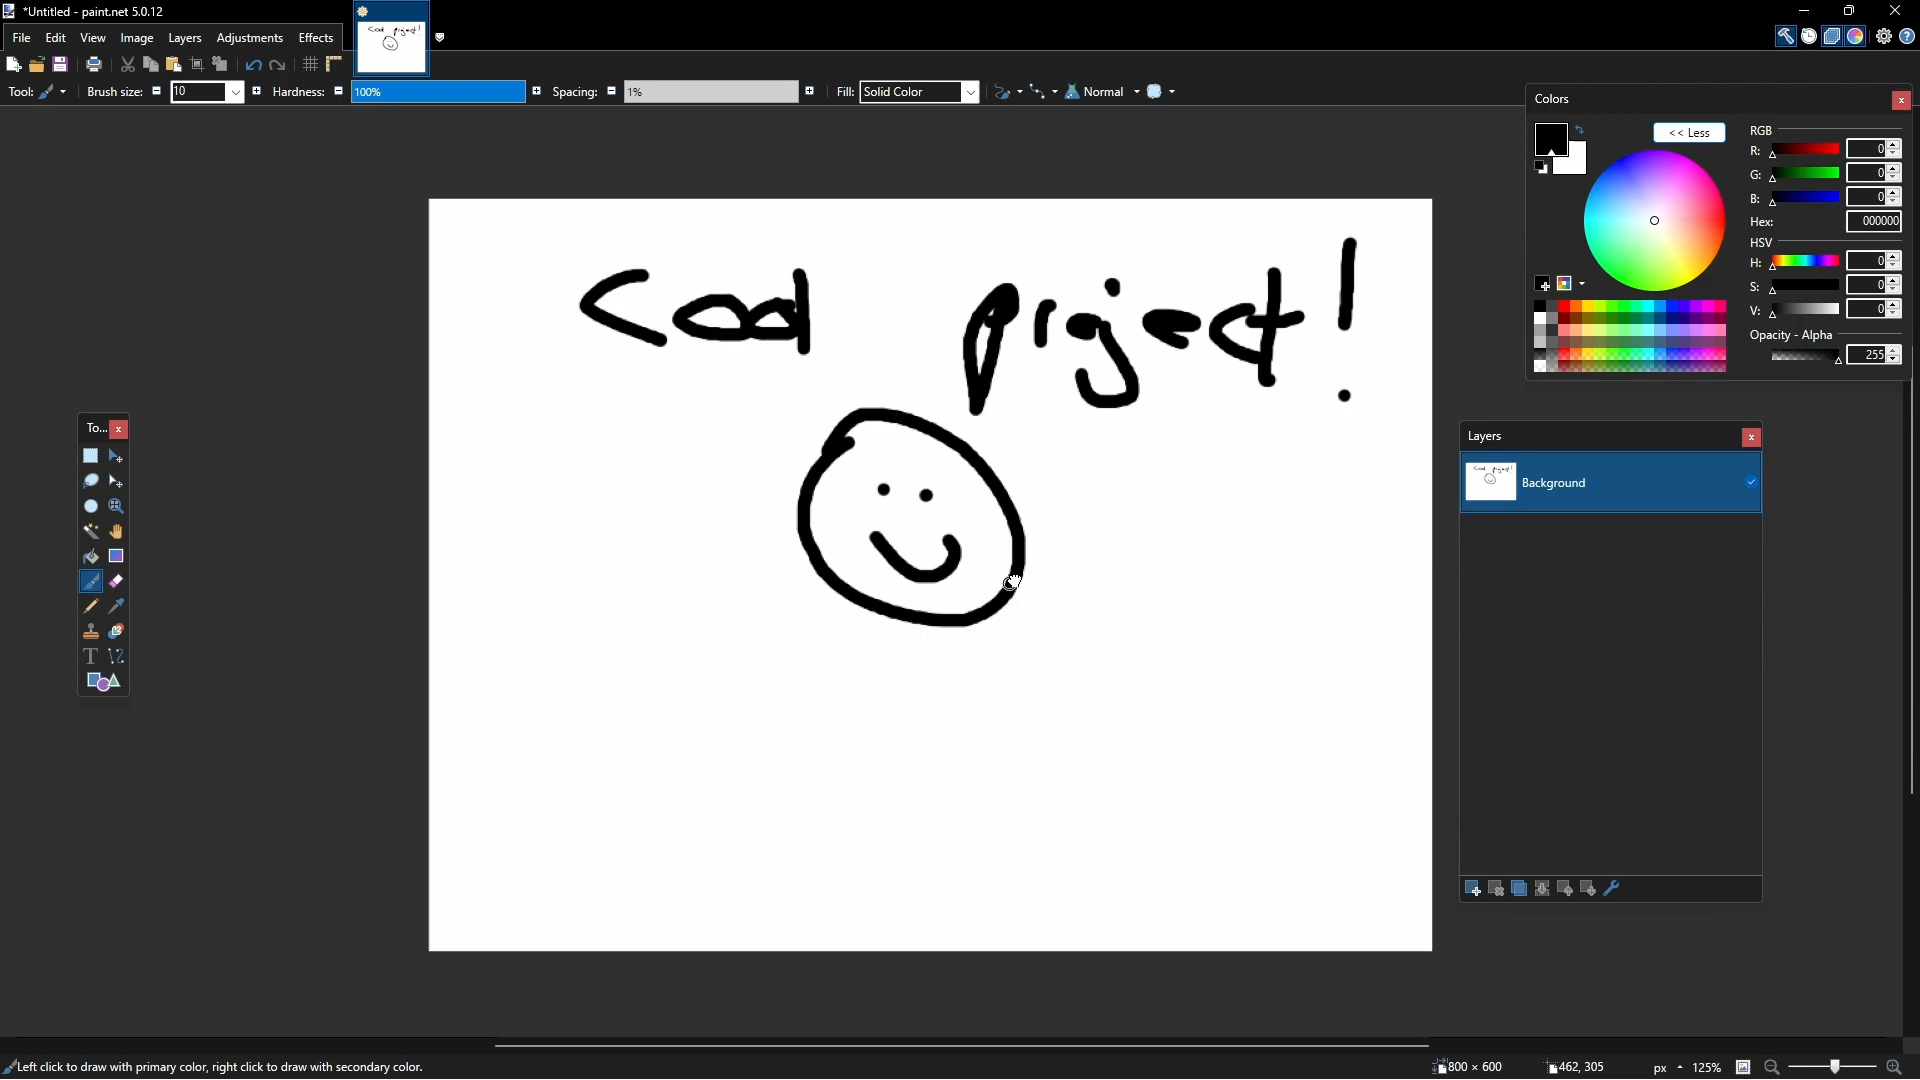 *Untitled - paint.net 5.0.12
File Edit View Image Layers Adjustments Effects
Tool: Brush size: 10 Hardness: 100% Spacing: 1% Fill: Solid Color Normal
Cool project!
To...
Colors
<< Less
RGB
R: 0
G: 0
B: 0
Hex: 000000
HSV
H: 0
S: 0
V: 0
Opacity - Alpha
255
Layers
Background
Left click to draw with primary color, right click to draw with secondary color.
800 × 600 462, 305 px 125%